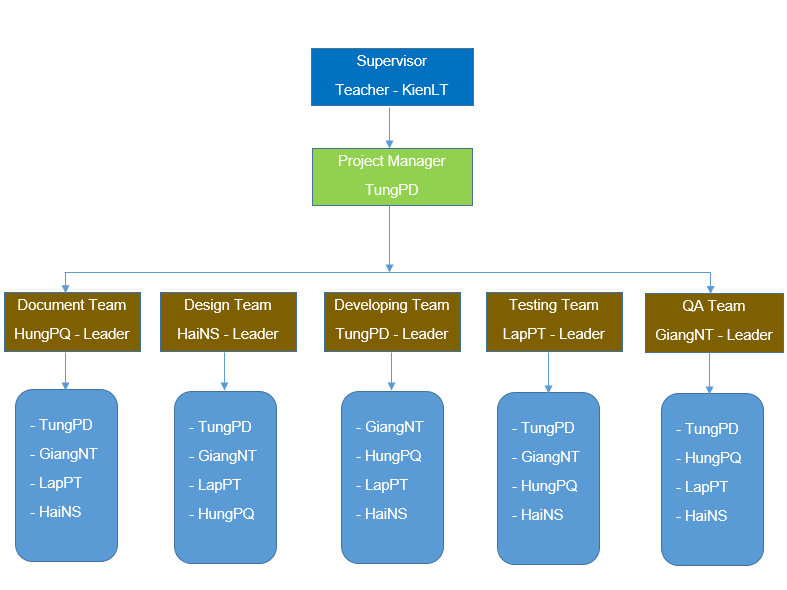 Supervisor
Teacher - KienLT
Project Manager
TungPD
Document Team
HungPQ - Leader
Design Team
HaiNS - Leader
Developing Team
TungPD - Leader
Testing Team
LapPT - Leader
QA Team
GiangNT - Leader
- TungPD
- GiangNT
- LapPT
- HaiNS
- TungPD
- GiangNT
- LapPT
- HungPQ
- GiangNT
- HungPQ
- LapPT
- HaiNS
- TungPD
- GiangNT
- HungPQ
- HaiNS
- TungPD
- HungPQ
- LapPT
- HaiNS